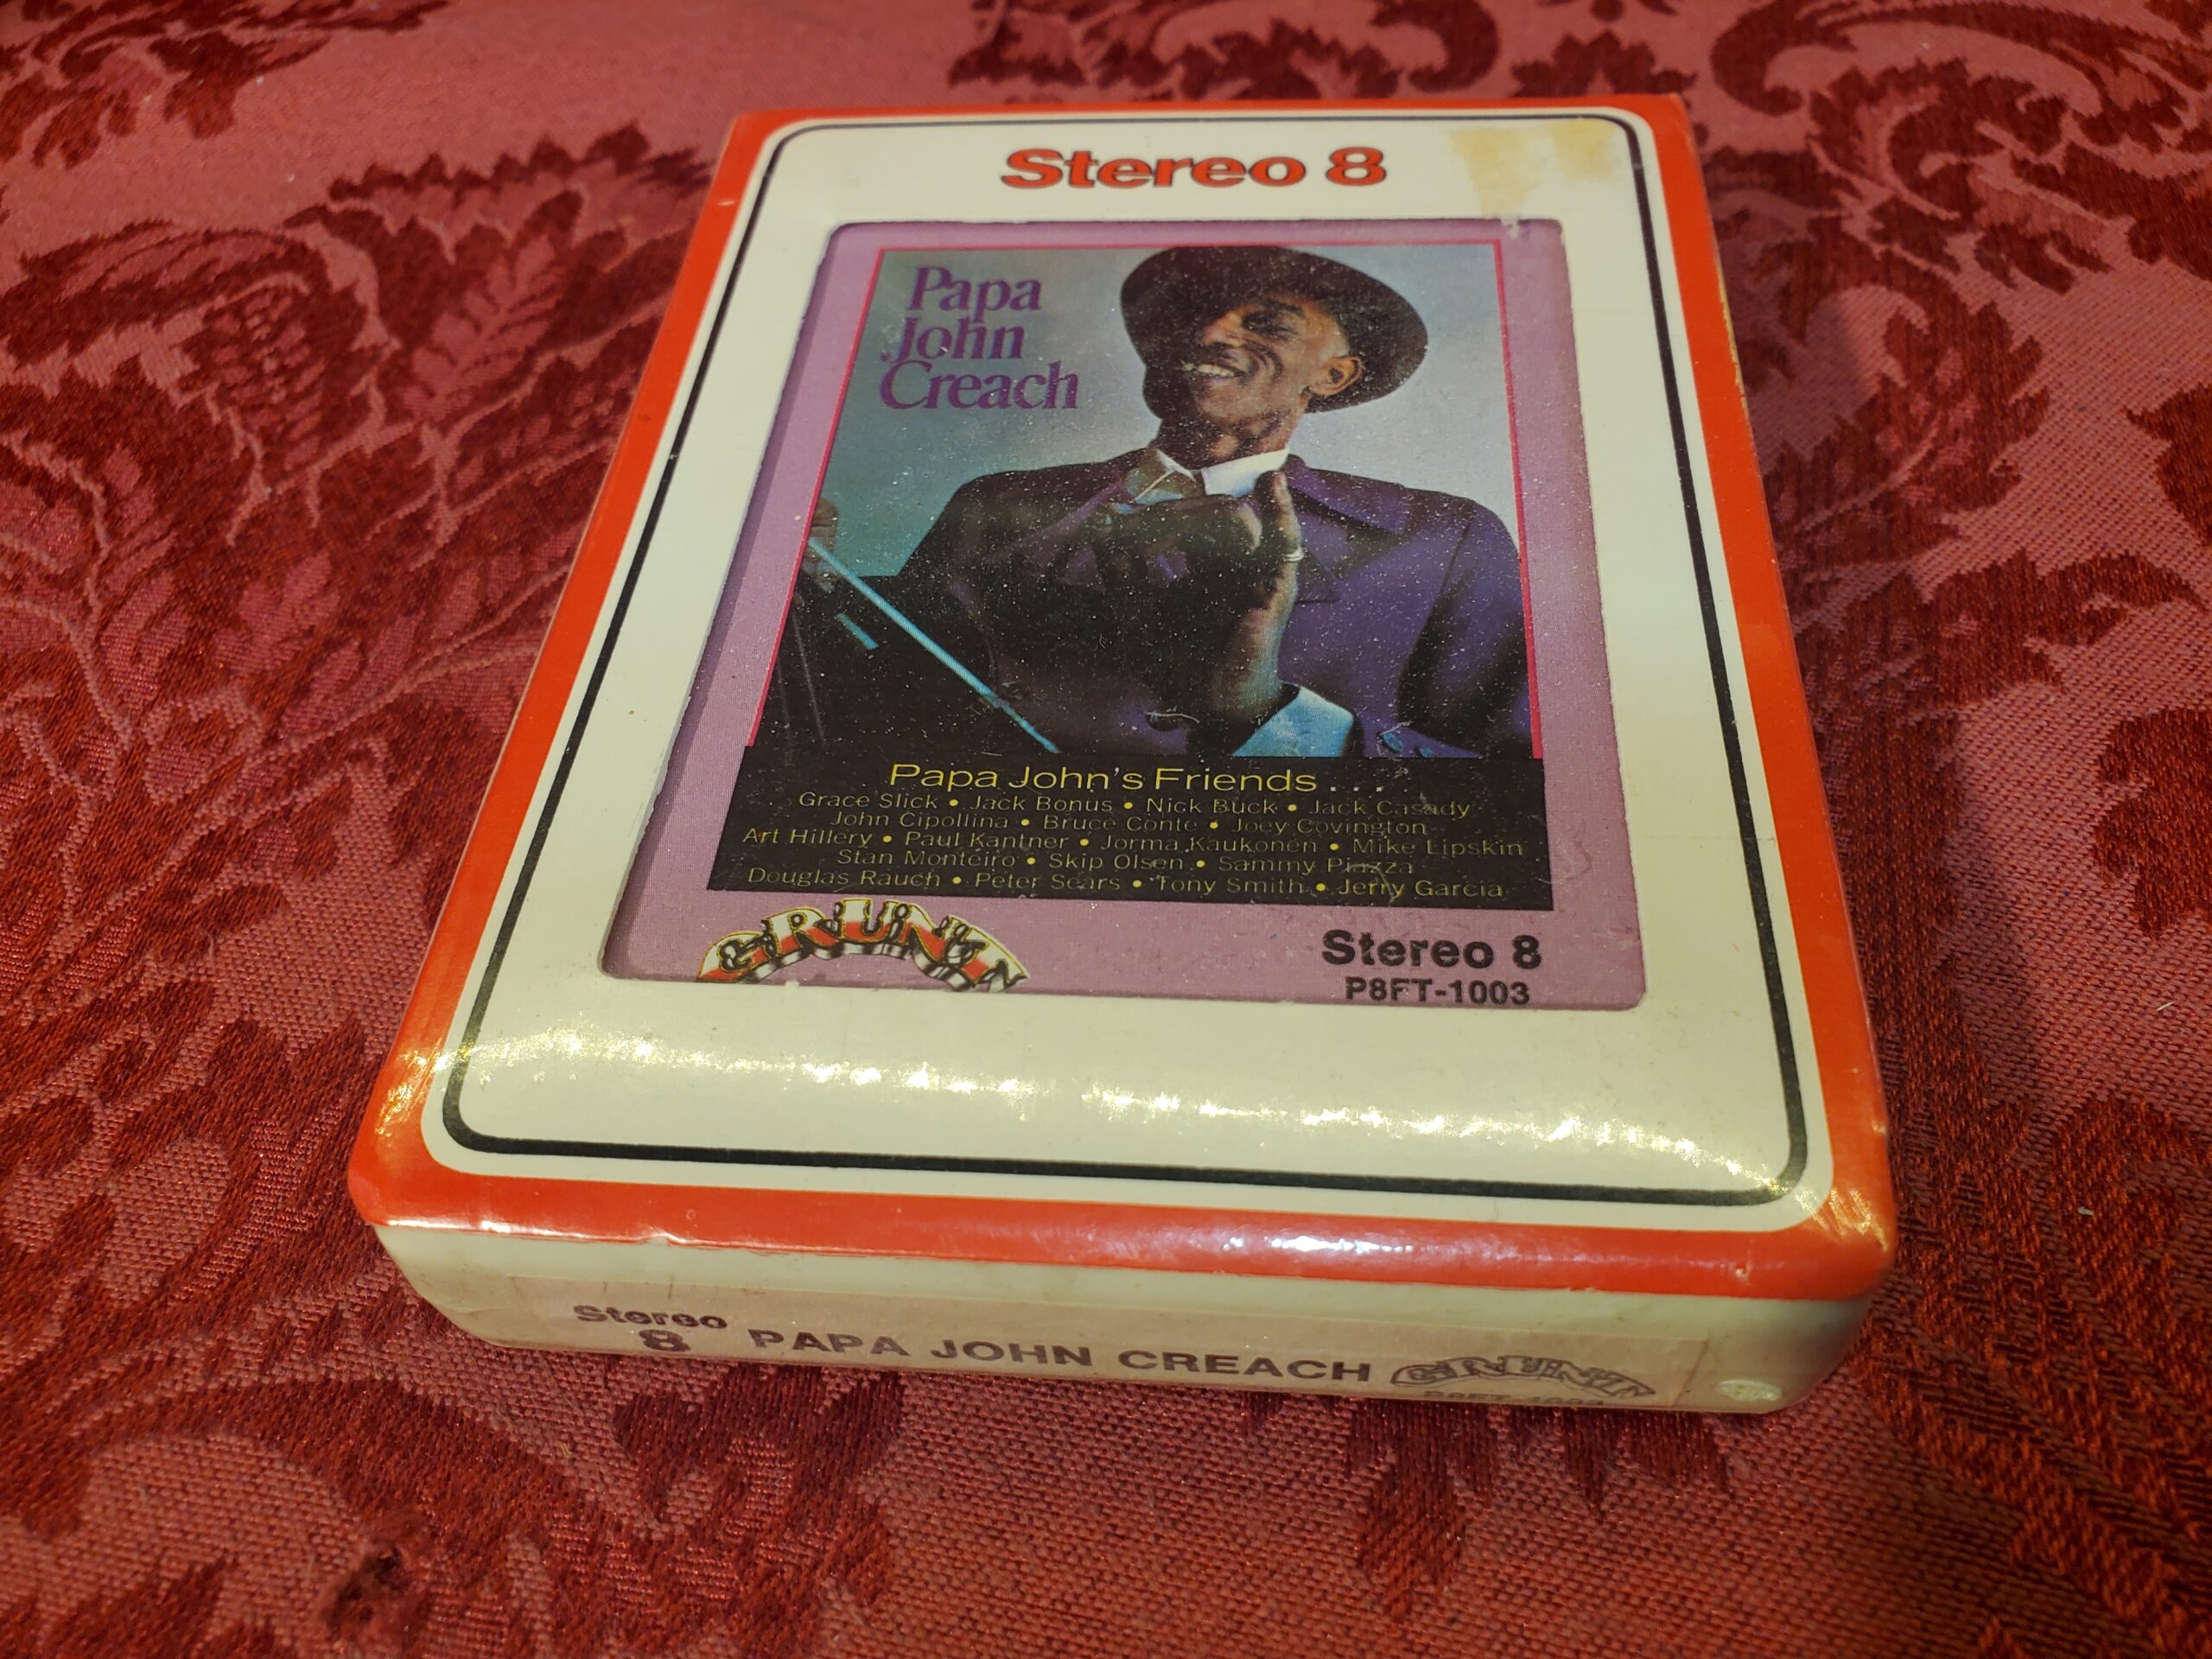 Stereo 8
Papa
John
Creach
Papa John's Friends . . .
Grace Slick • Jack Bonus • Nick Buck • Jack Casady
John Cipollina • Bruce Conte • Joey Covington
Art Hillery • Paul Kantner • Jorma Kaukonen • Mike Lipskin
Stan Monteiro • Skip Olsen • Sammy Piazza
Douglas Rauch • Peter Sears • Tony Smith • Jerry Garcia
GRUNT
Stereo 8
P8FT-1003
Stereo
8 PAPA JOHN CREACH GRUNT
P8FT-1003